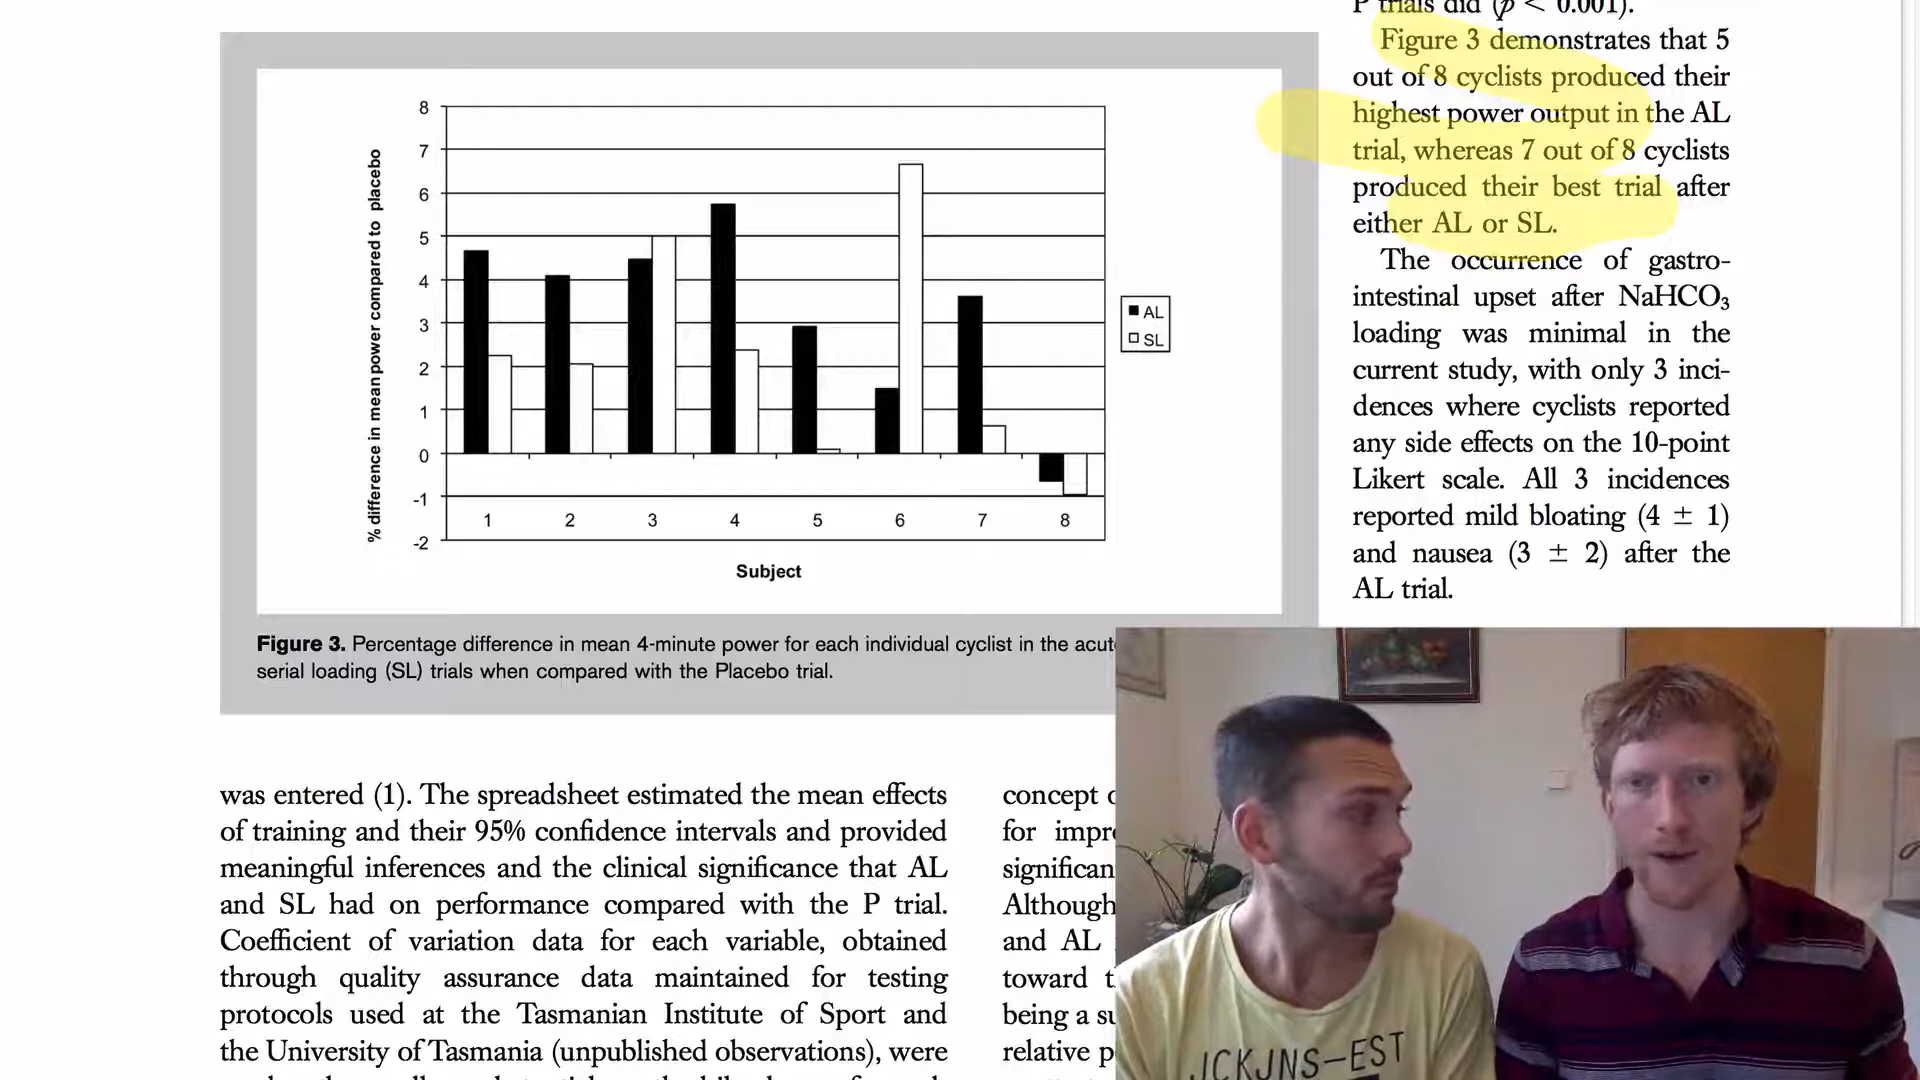 P trials did (p < 0.001).
Figure 3 demonstrates that 5
out of 8 cyclists produced their
highest power output in the AL
trial, whereas 7 out of 8 cyclists
produced their best trial after
either AL or SL.
The occurrence of gastro-
intestinal upset after NaHCO₃
loading was minimal in the
current study, with only 3 inci-
dences where cyclists reported
any side effects on the 10-point
Likert scale. All 3 incidences
reported mild bloating (4 ± 1)
and nausea (3 ± 2) after the
AL trial.
% difference in mean power compared to placebo
8
7
6
5
4
3
2
1
0
-1
-2
1 2 3 4 5 6 7 8
Subject
AL
SL
Figure 3. Percentage difference in mean 4-minute power for each individual cyclist in the
serial loading (SL) trials when compared with the Placebo trial.
was entered (1). The spreadsheet estimated the mean effects
of training and their 95% confidence intervals and provided
meaningful inferences and the clinical significance that AL
and SL had on performance compared with the P trial.
Coefficient of variation data for each variable, obtained
through quality assurance data maintained for testing
protocols used at the Tasmanian Institute of Sport and
the University of Tasmania (unpublished observations), were
concept
for
Although
and AL
toward
being a
relative
JCKJNS-EST